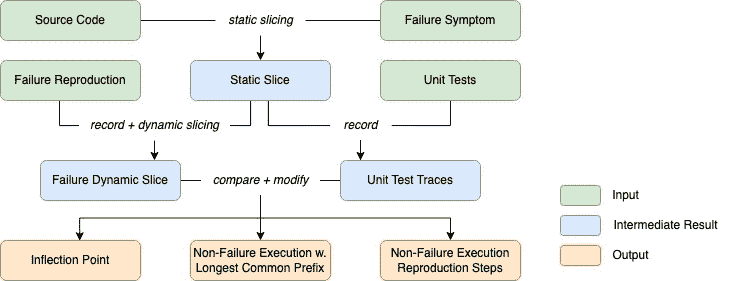 Source Code
static slicing
Failure Symptom
Failure Reproduction
Static Slice
Unit Tests
record + dynamic slicing
record
Failure Dynamic Slice
compare + modify
Unit Test Traces
Input
Intermediate Result
Output
Inflection Point
Non-Failure Execution w.
Longest Common Prefix
Non-Failure Execution
Reproduction Steps